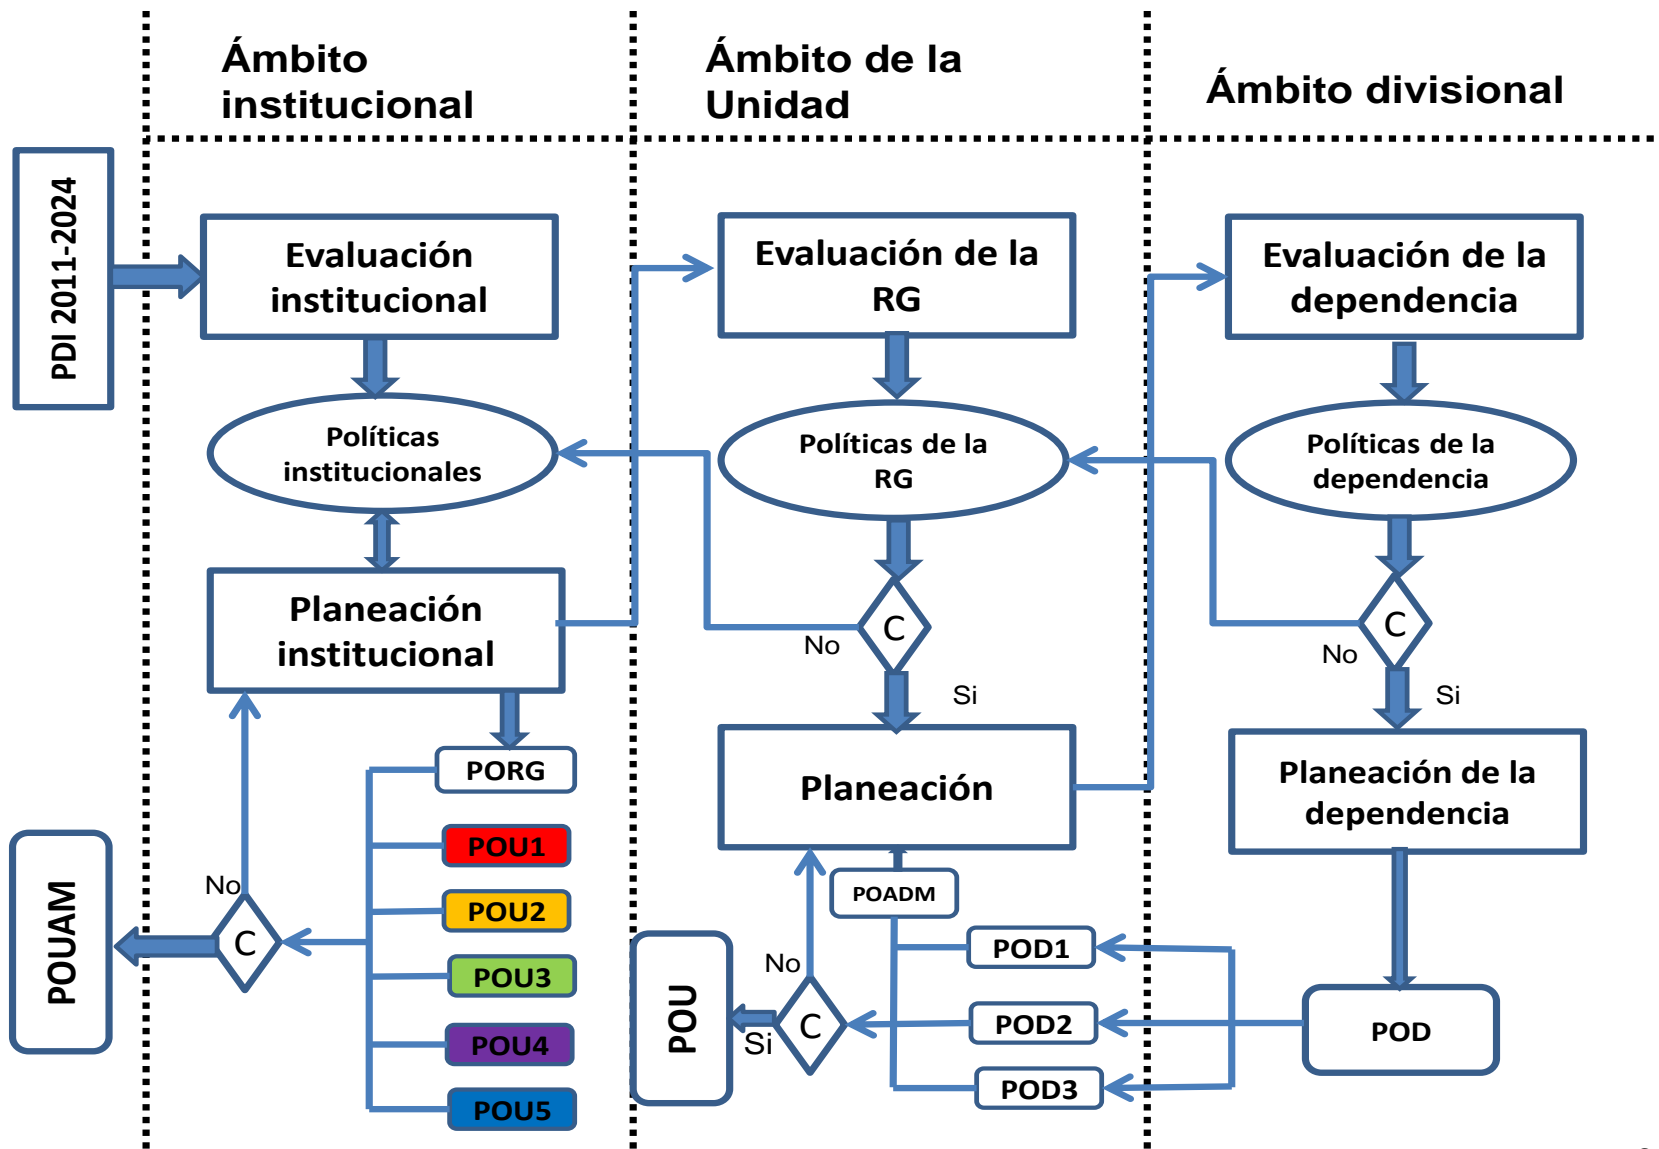 Ámbito
institucional
Ámbito de la
Unidad
Ámbito divisional
PDI 2011-2024
Evaluación
institucional
Políticas
institucionales
Planeación
institucional
PORG
POU1
POU2
POU3
POU4
POU5
No
C
POUAM
Evaluación de la
RG
Políticas de la
RG
C
No
Si
Planeación
POADM
POD1
POD2
POD3
No
C
Si
POU
Evaluación de la
dependencia
Políticas de la
dependencia
C
No
Si
Planeación de la
dependencia
POD